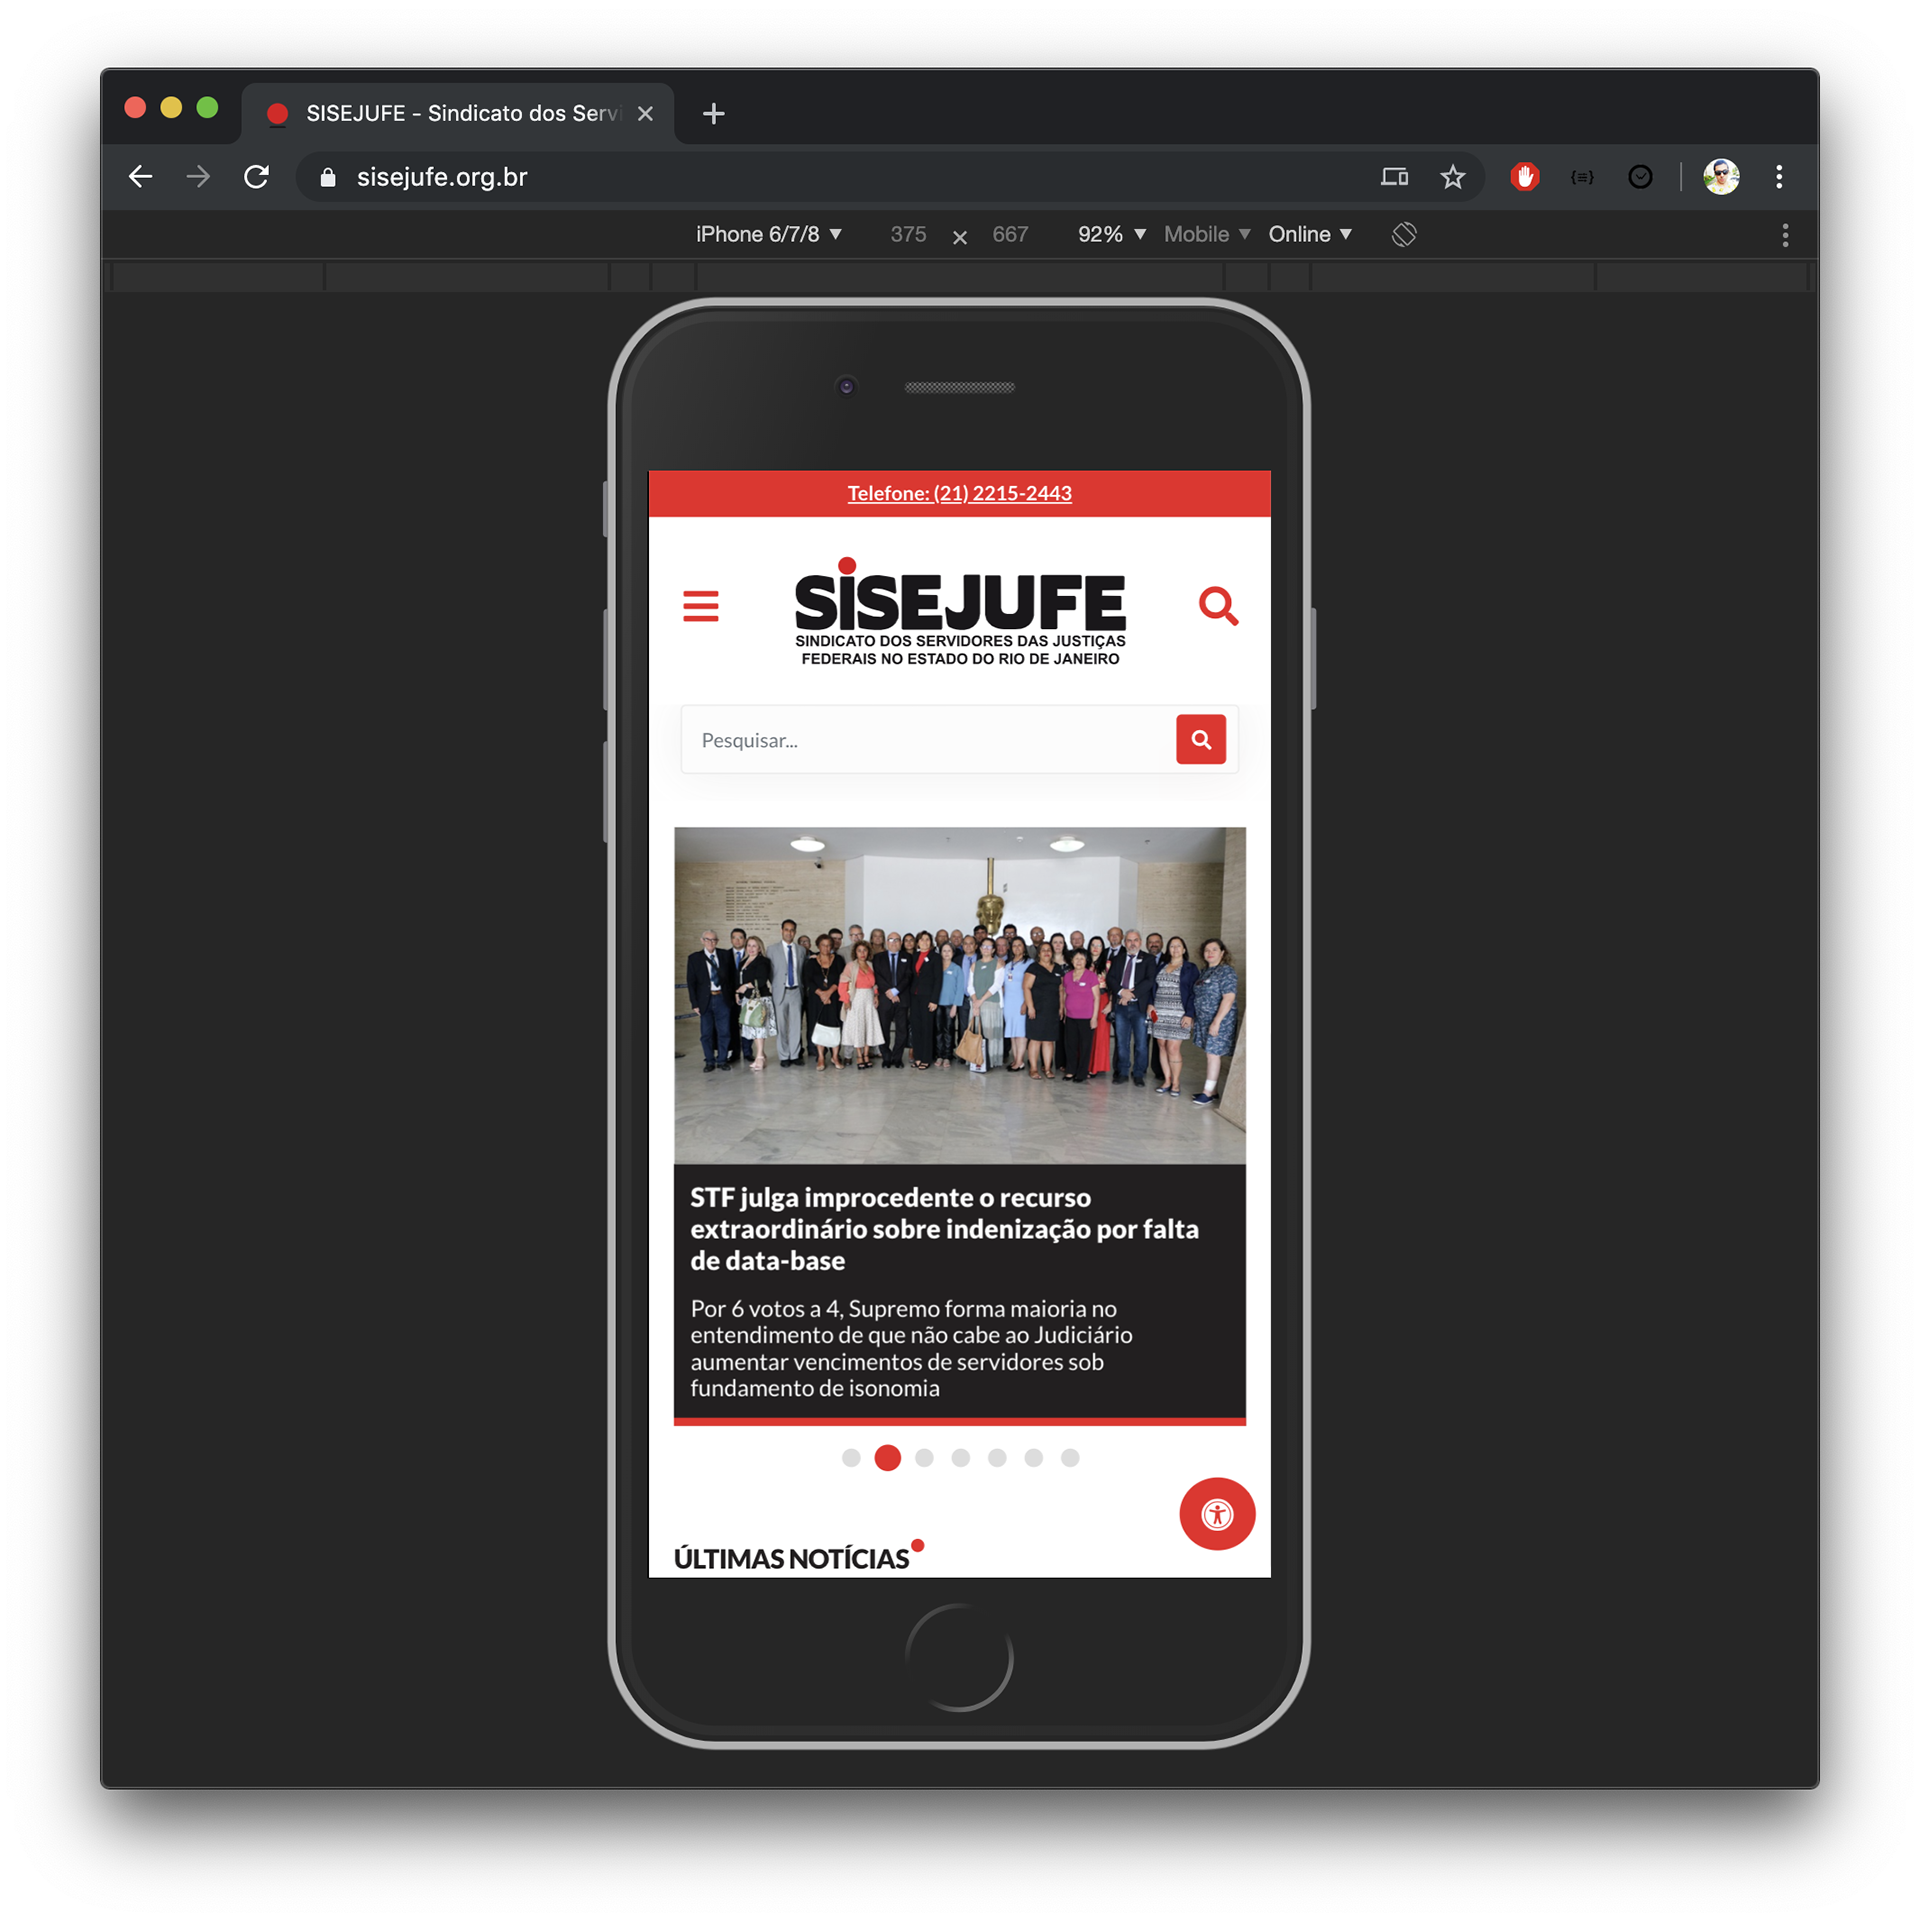 SISEJUFE - Sindicato dos Servi
sisejufe.org.br
iPhone 6/7/8 ▼ 375 × 667 92% ▼ Mobile ▼ Online ▼
Telefone: (21) 2215-2443
SISEJUFE
SINDICATO DOS SERVIDORES DAS JUSTIÇAS
FEDERAIS NO ESTADO DO RIO DE JANEIRO
Pesquisar...
STF julga improcedente o recurso
extraordinário sobre indenização por falta
de data-base
Por 6 votos a 4, Supremo forma maioria no
entendimento de que não cabe ao Judiciário
aumentar vencimentos de servidores sob
fundamento de isonomia
ÚLTIMAS NOTÍCIAS